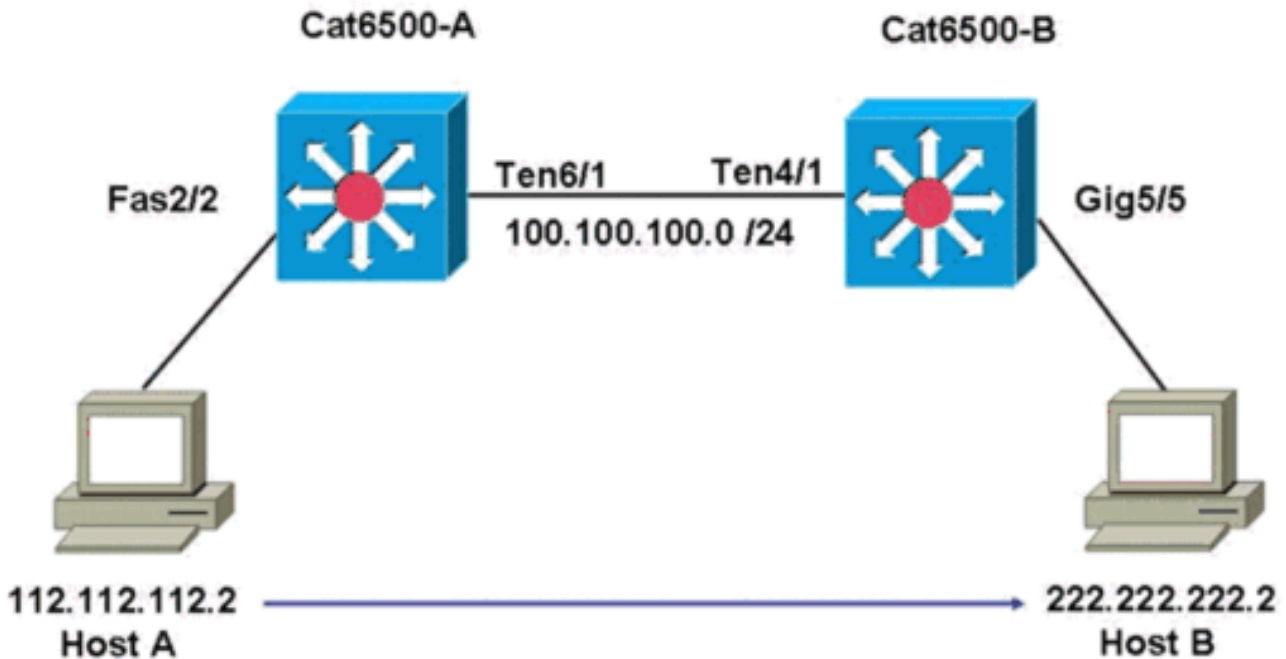 Cat6500-A
Cat6500-B
Fas2/2
Ten6/1
Ten4/1
Gig5/5
100.100.100.0 /24
112.112.112.2
Host A
222.222.222.2
Host B